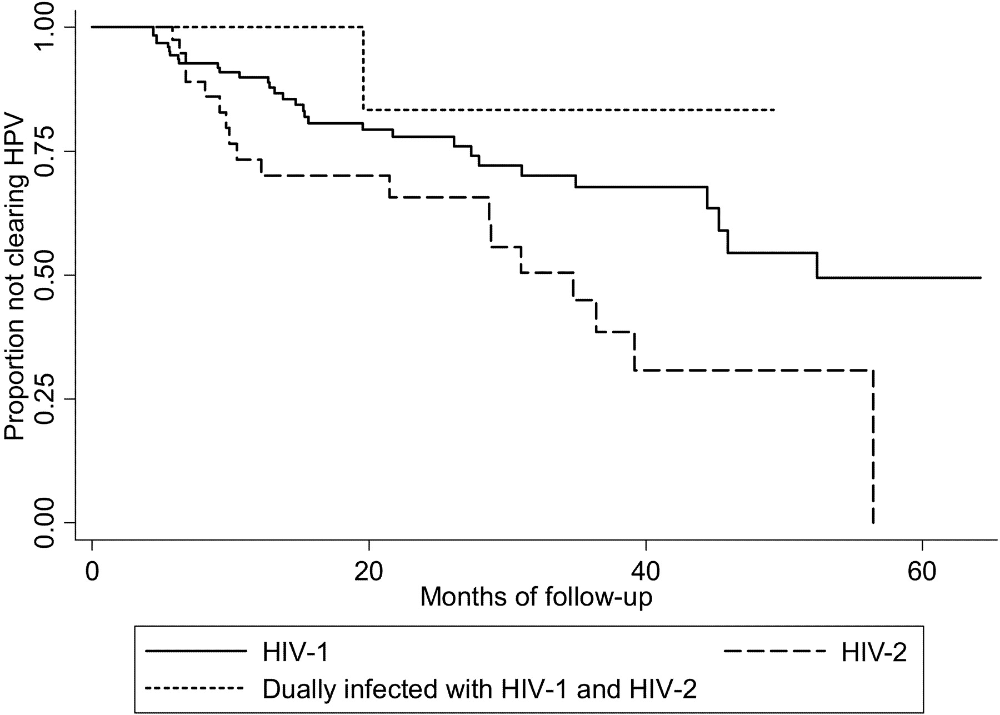 Proportion not clearing HPV
1.00
0.75
0.50
0.25
0.00
0 20 40 60
Months of follow-up
HIV-1 HIV-2
Dually infected with HIV-1 and HIV-2